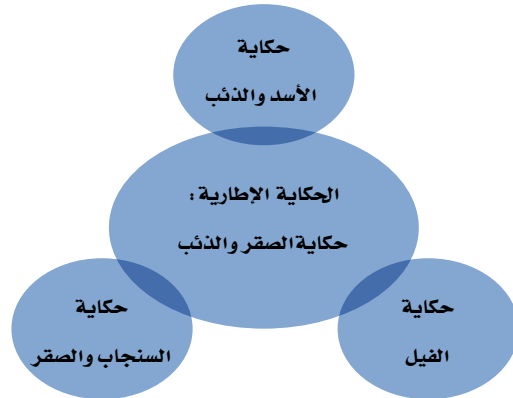 حكاية
الأسد والذئب
الحكاية الإطارية :
حكاية الصقر والذئب
حكاية
الفيل
حكاية
السنجاب والصقر